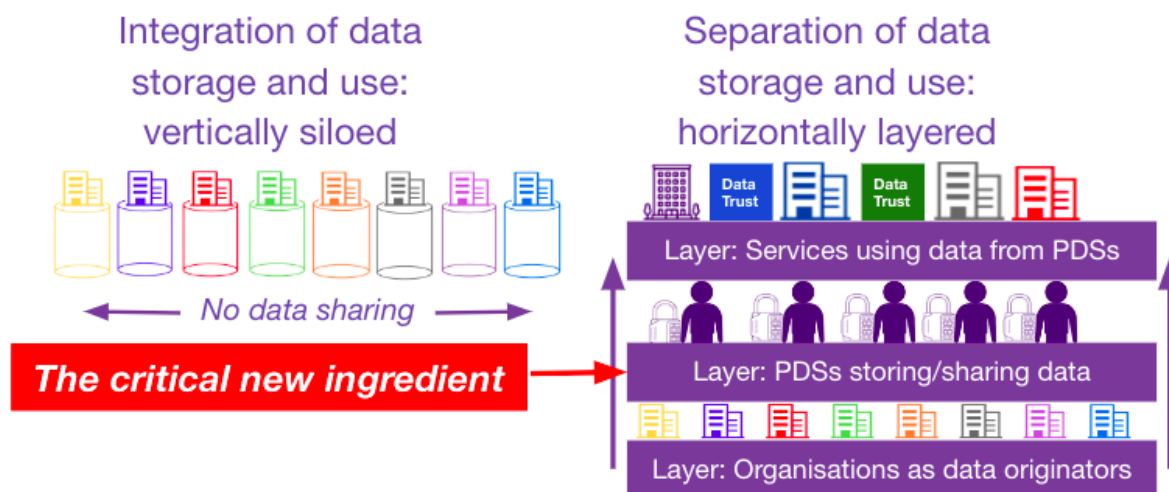 Integration of data
storage and use:
vertically siloed
No data sharing
The critical new ingredient
Separation of data
storage and use:
horizontally layered
Data
Trust
Data
Trust
Layer: Services using data from PDSs
Layer: PDSs storing/sharing data
Layer: Organisations as data originators